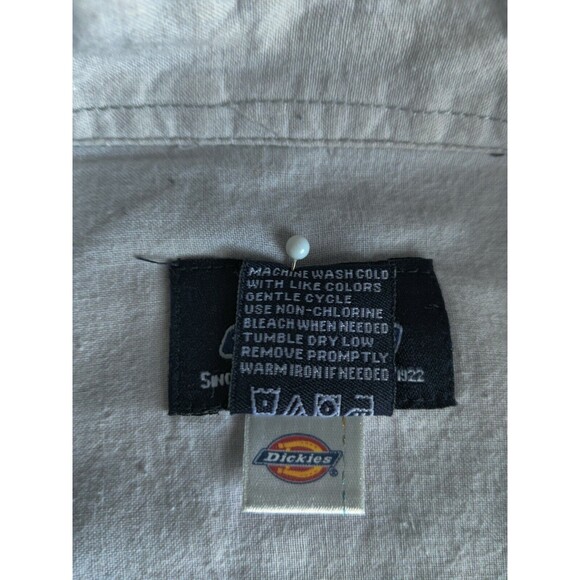 MACHINE WASH COLD
WITH LIKE COLORS
GENTLE CYCLE
USE NON-CHLORINE
BLEACH WHEN NEEDED
TUMBLE DRY LOW
REMOVE PROMPTLY
WARM IRON IF NEEDED
1922
Dickies